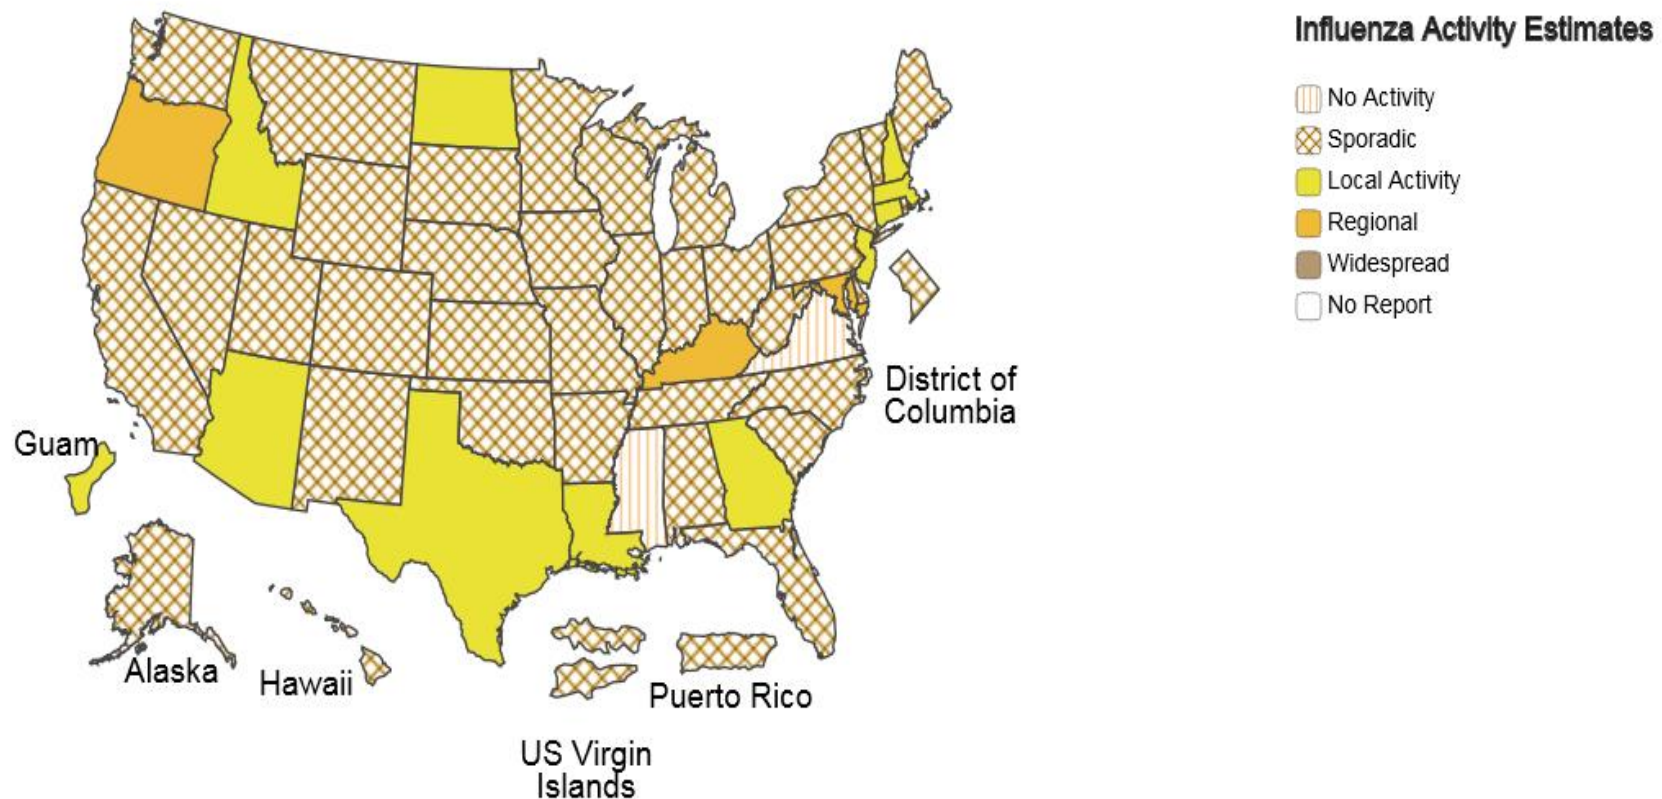 Influenza Activity Estimates
No Activity
Sporadic
Local Activity
Regional
Widespread
No Report
District of
Columbia
Guam
Alaska
Hawaii
Puerto Rico
US Virgin
Islands